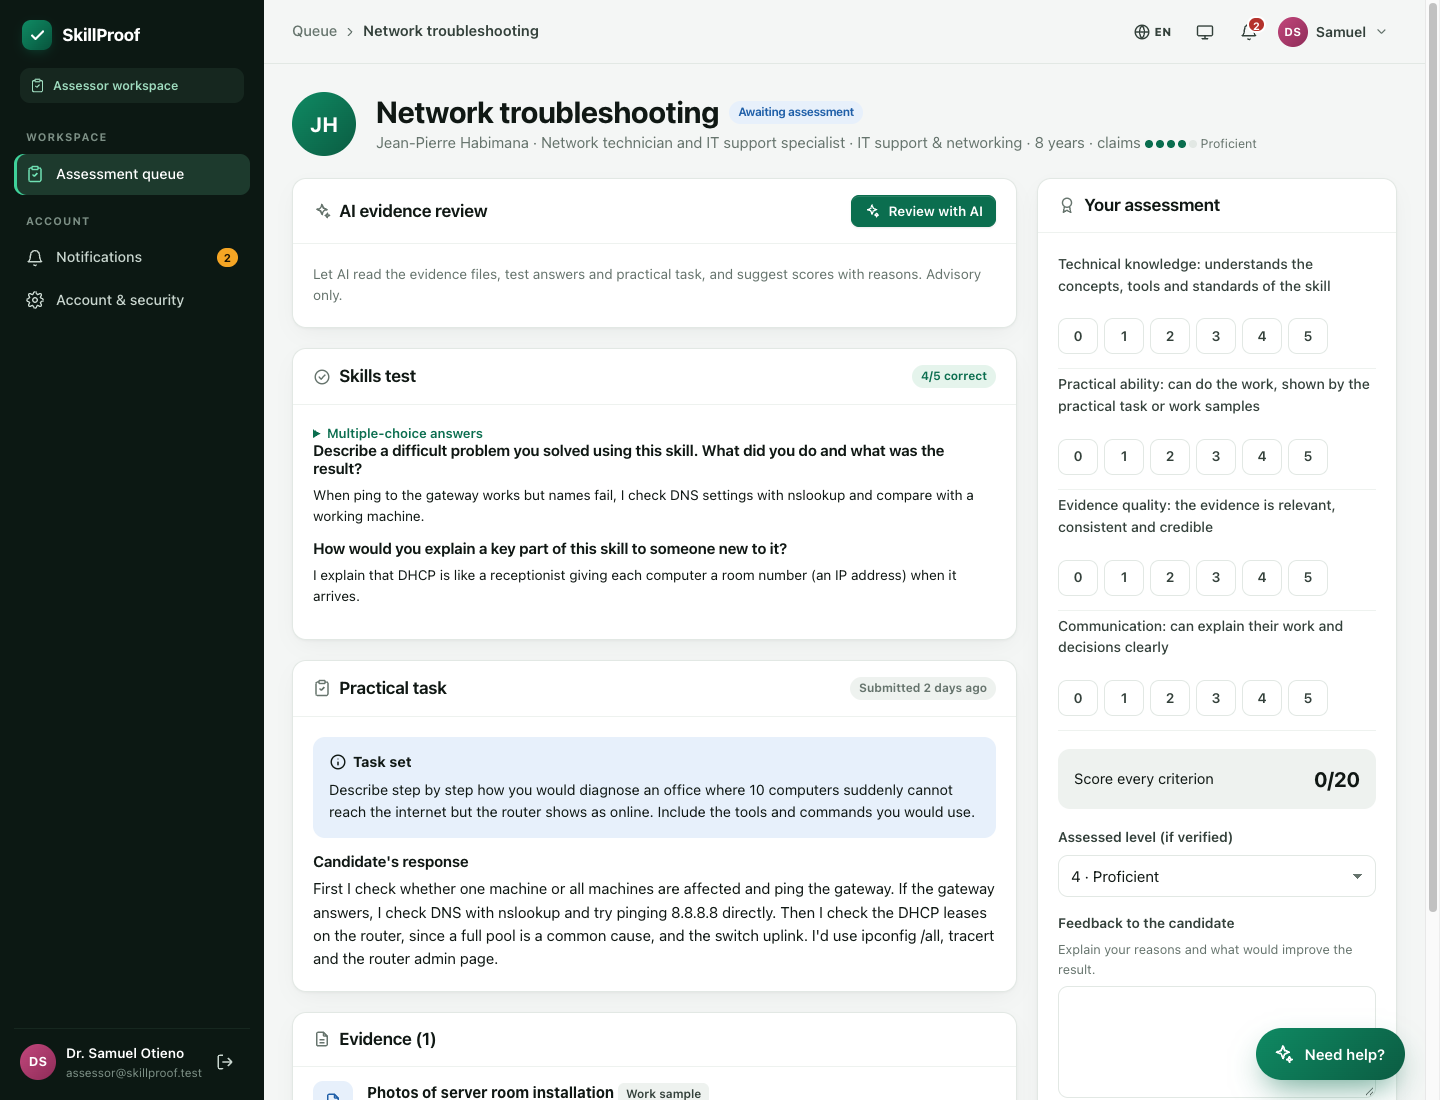 SkillProof
Assessor workspace
WORKSPACE
Assessment queue
ACCOUNT
Notifications
2
Account & security
DS
Dr. Samuel Otieno
assessor@skillproof.test
Queue
Network troubleshooting
EN
2
DS
Samuel
JH
Network troubleshooting
Awaiting assessment
Jean-Pierre Habimana · Network technician and IT support specialist · IT support & networking · 8 years · claims Proficient
AI evidence review
Review with AI
Let AI read the evidence files, test answers and practical task, and suggest scores with reasons. Advisory
only.
Skills test
4/5 correct
Multiple-choice answers
Describe a difficult problem you solved using this skill. What did you do and what was the
result?
When ping to the gateway works but names fail, I check DNS settings with nslookup and compare with a
working machine.
How would you explain a key part of this skill to someone new to it?
I explain that DHCP is like a receptionist giving each computer a room number (an IP address) when it
arrives.
Practical task
Submitted 2 days ago
Task set
Describe step by step how you would diagnose an office where 10 computers suddenly cannot
reach the internet but the router shows as online. Include the tools and commands you would use.
Candidate's response
First I check whether one machine or all machines are affected and ping the gateway. If the gateway
answers, I check DNS with nslookup and try pinging 8.8.8.8 directly. Then I check the DHCP leases
on the router, since a full pool is a common cause, and the switch uplink. I'd use ipconfig /all, tracert
and the router admin page.
Evidence (1)
Photos of server room installation
Work sample
Your assessment
Technical knowledge: understands the
concepts, tools and standards of the skill
0 1 2 3 4 5
Practical ability: can do the work, shown by the
practical task or work samples
0 1 2 3 4 5
Evidence quality: the evidence is relevant,
consistent and credible
0 1 2 3 4 5
Communication: can explain their work and
decisions clearly
0 1 2 3 4 5
Score every criterion
0/20
Assessed level (if verified)
4 · Proficient
Feedback to the candidate
Explain your reasons and what would improve the
result.
Need help?